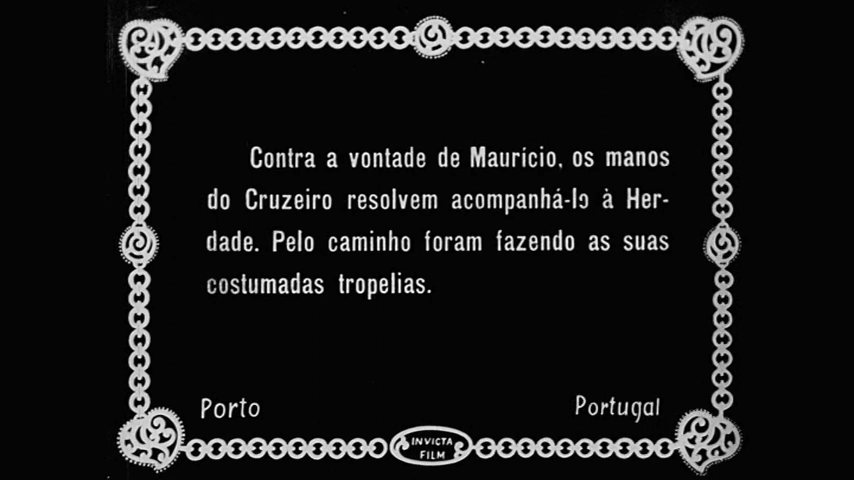 Contra a vontade de Maurício, os manos
do Cruzeiro resolvem acompanhá-lo à Her-
dade. Pelo caminho foram fazendo as suas
costumadas tropelias.
Porto
Portugal
INVICTA
FILM